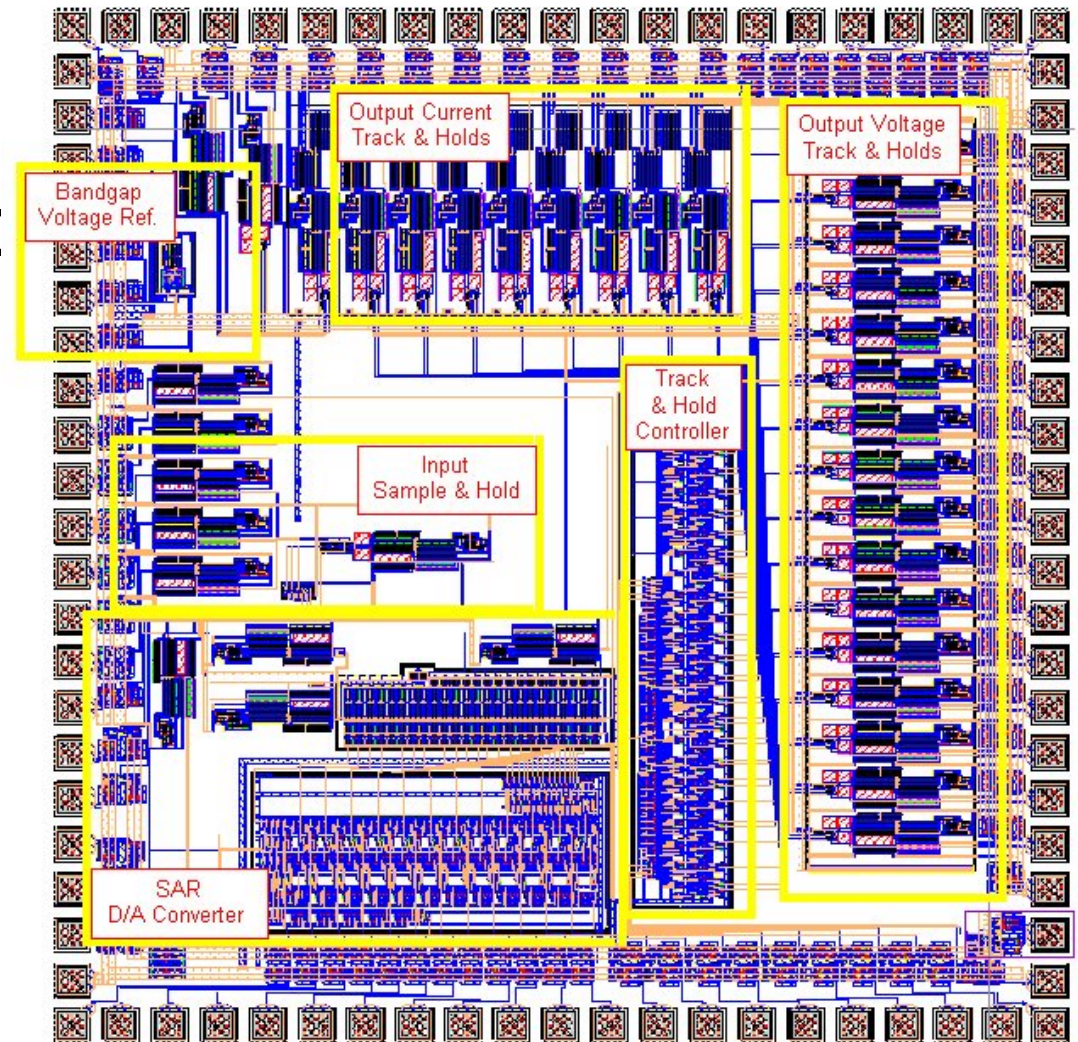 Output Current
Track & Holds
Output Voltage
Track & Holds
Bandgap
Voltage Ref.
Track
& Hold
Controller
Input
Sample & Hold
SAR
D/A Converter